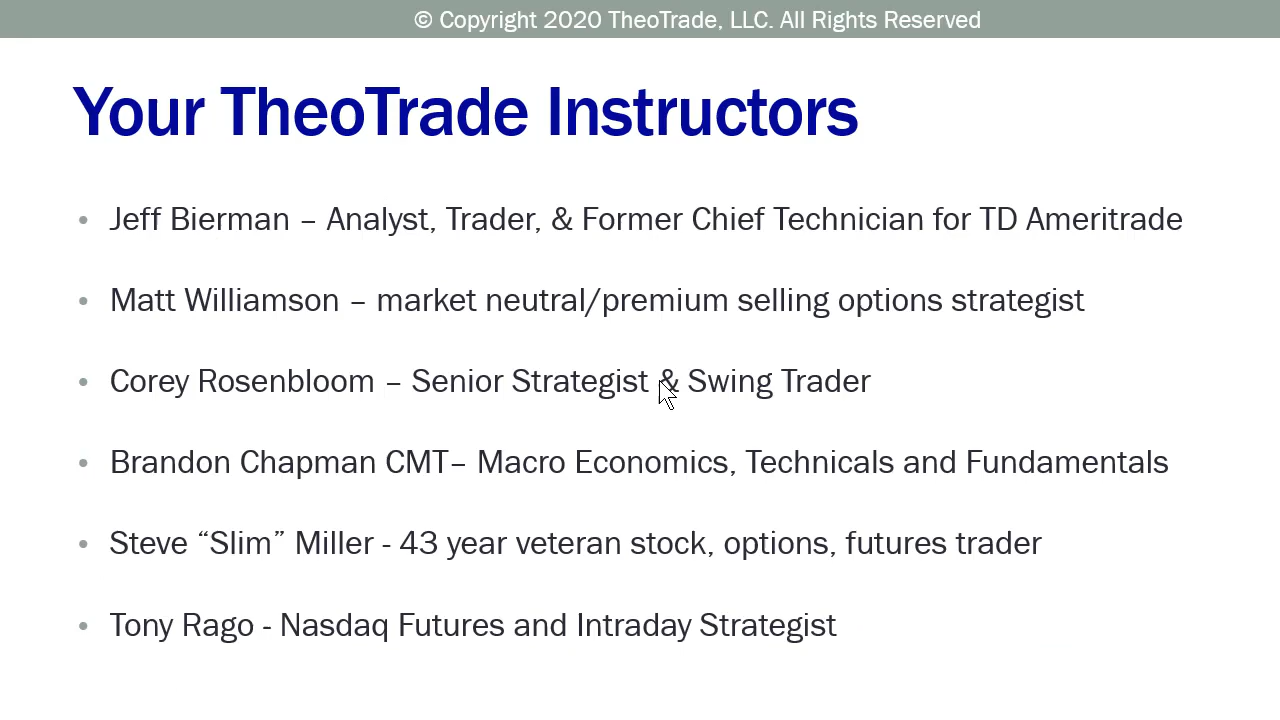 © Copyright 2020 TheoTrade, LLC. All Rights Reserved
Your TheoTrade Instructors
• Jeff Bierman – Analyst, Trader, & Former Chief Technician for TD Ameritrade
• Matt Williamson – market neutral/premium selling options strategist
• Corey Rosenbloom – Senior Strategist & Swing Trader
• Brandon Chapman CMT– Macro Economics, Technicals and Fundamentals
• Steve “Slim” Miller - 43 year veteran stock, options, futures trader
• Tony Rago - Nasdaq Futures and Intraday Strategist